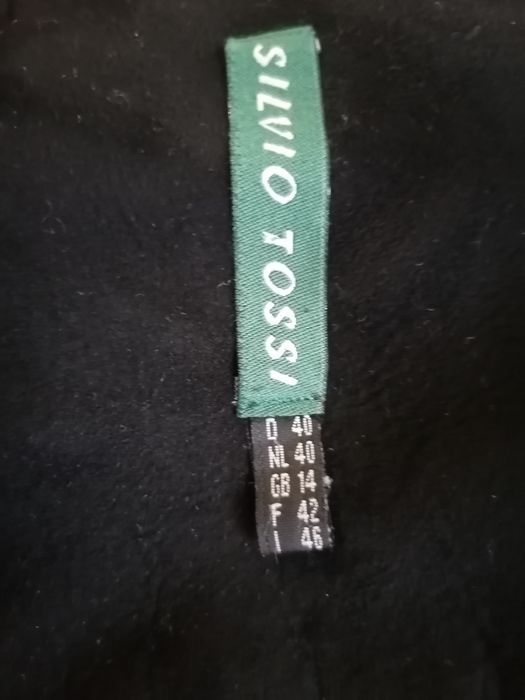 SILVIO TOSSI
D 40
NL 40
GB 14
F 42
I 46